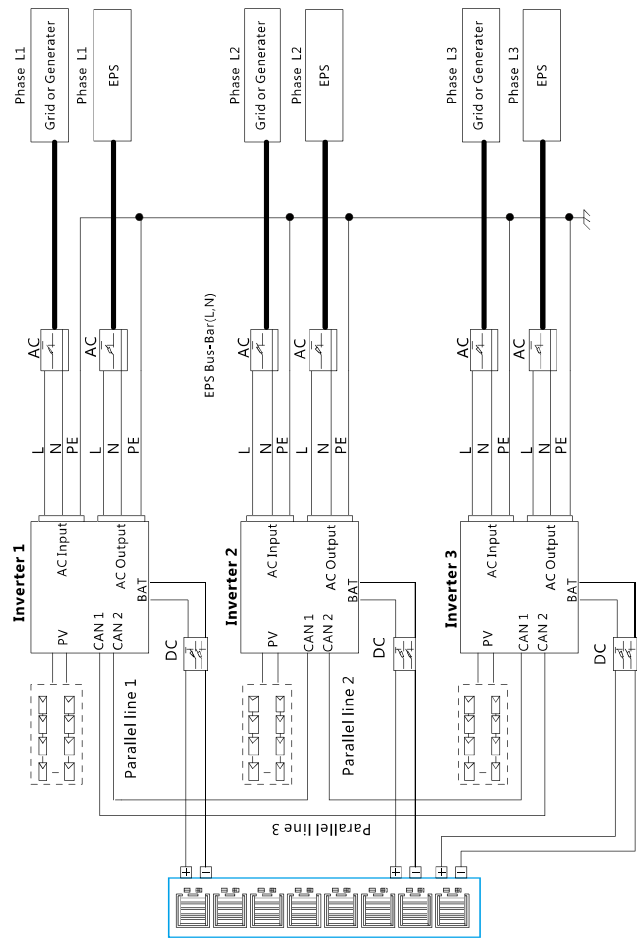 Phase L1
Grid or Generater
Phase L1
EPS
Phase L2
Grid or Generater
Phase L2
EPS
Phase L3
Grid or Generater
Phase L3
EPS
AC
AC
EPS Bus-Bar(L,N)
AC
AC
AC
AC
L
N
PE
L
N
PE
L
N
PE
L
N
PE
L
N
PE
L
N
PE
Inverter 1
AC Input
AC Output
BAT
PV
CAN 1
CAN 2
DC
Inverter 2
AC Input
AC Output
BAT
PV
CAN 1
CAN 2
DC
Inverter 3
AC Input
AC Output
BAT
PV
CAN 1
CAN 2
DC
Parallel line 1
Parallel line 2
Parallel line 3
+
−
+
−
+
−